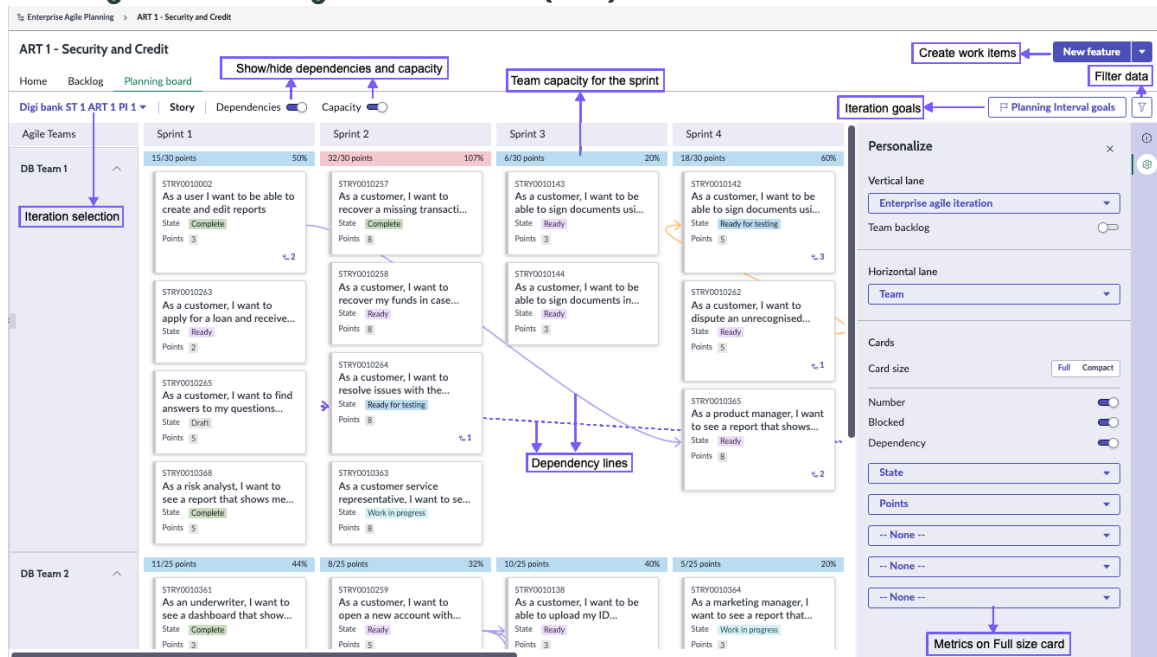 Enterprise Agile Planning > ART 1 - Security and Credit
ART 1 - Security and Credit
Create work items
New feature
Home Backlog Planning board
Show/hide dependencies and capacity
Team capacity for the sprint
Filter data
Digi bank ST 1 ART 1 PI 1 Story Dependencies Capacity
Iteration goals
Planning Interval goals
Agile Teams Sprint 1 Sprint 2 Sprint 3 Sprint 4
DB Team 1
Iteration selection
15/30 points 50%
STRY0010002
As a user I want to be able to
create and edit reports
State Complete
Points 3
2
STRY0010263
As a customer, I want to
apply for a loan and receive...
State Ready
Points 2
STRY0010265
As a customer, I want to find
answers to my questions...
State Draft
Points 5
STRY0010368
As a risk analyst, I want to
see a report that shows me...
State Complete
Points 5
32/30 points 107%
STRY0010257
As a customer, I want to
recover a missing transacti...
State Complete
Points 8
STRY0010258
As a customer, I want to
recover my funds in case...
State Ready
Points 8
STRY0010264
As a customer, I want to
resolve issues with the...
State Ready for testing
Points 8
1
STRY0010363
As a customer service
representative, I want to se...
State Work in progress
Points 8
6/30 points 20%
STRY0010143
As a customer, I want to be
able to sign documents usi...
State Ready
Points 3
STRY0010144
As a customer, I want to be
able to sign documents in...
State Ready
Points 3
Dependency lines
18/30 points 60%
STRY0010142
As a customer, I want to be
able to sign documents usi...
State Ready for testing
Points 5
3
STRY0010262
As a customer, I want to
dispute an unrecognised...
State Ready
Points 5
1
STRY0010365
As a product manager, I want
to see a report that shows...
State Ready
Points 8
2
DB Team 2
11/25 points 44%
STRY0010361
As an underwriter, I want to
see a dashboard that show...
State Complete
Points 3
8/25 points 32%
STRY0010259
As a customer, I want to
open a new account with...
State Ready
Points 5
10/25 points 40%
STRY0010138
As a customer, I want to be
able to upload my ID...
State Ready
Points 3
5/25 points 20%
STRY0010364
As a marketing manager, I
want to see a report that...
State Work in progress
Points 3
Personalize
Vertical lane
Enterprise agile iteration
Team backlog
Horizontal lane
Team
Cards
Card size Full Compact
Number
Blocked
Dependency
State
Points
-- None --
-- None --
-- None --
Metrics on Full size card